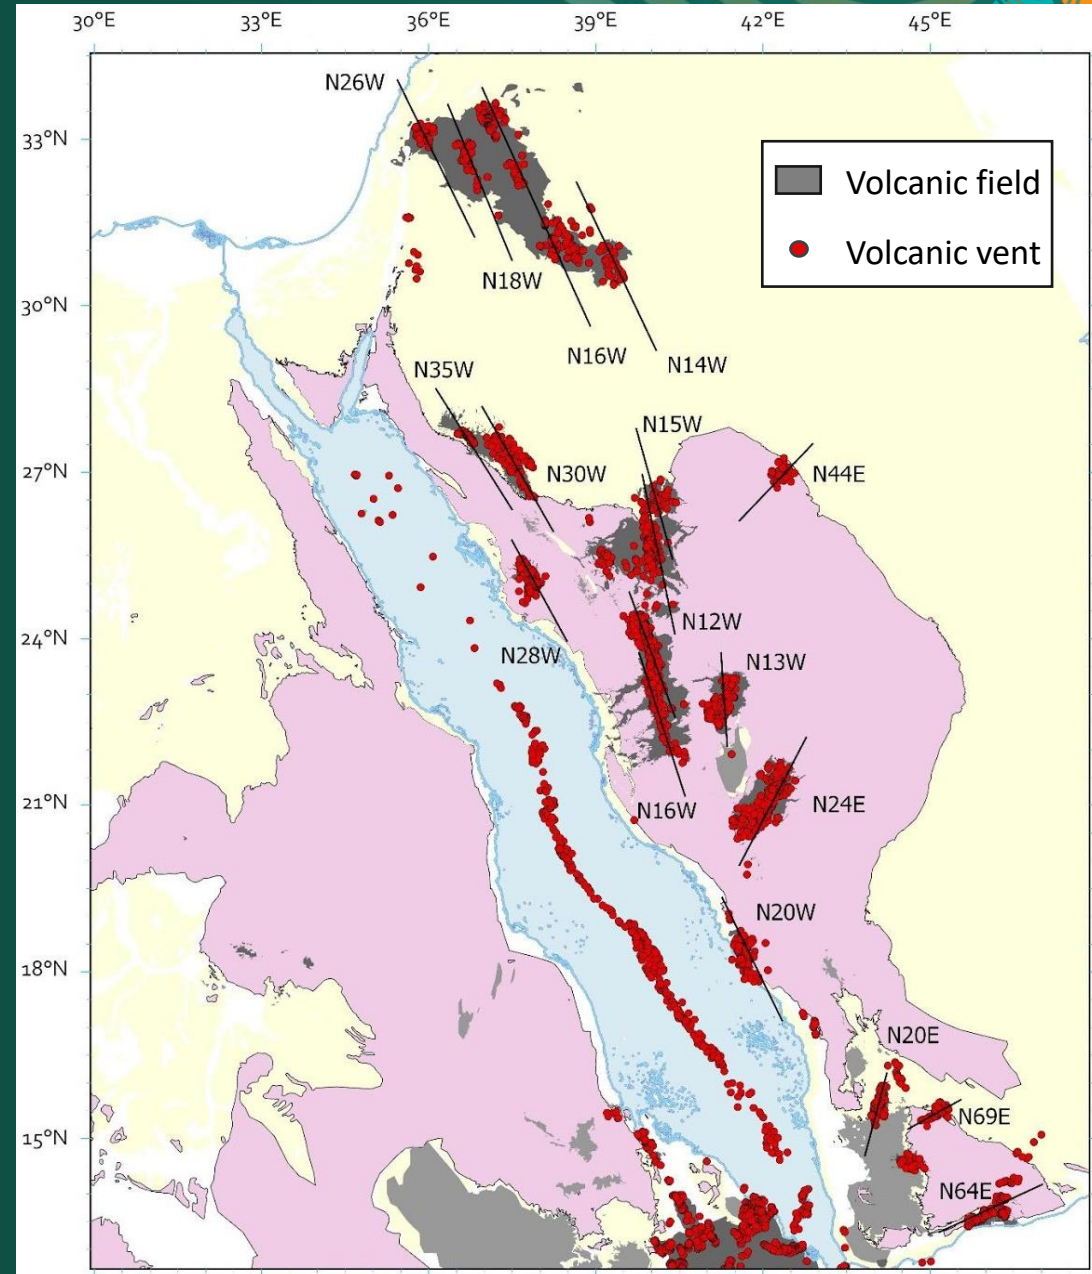 30°E 33°E 36°E 39°E 42°E 45°E
N26W
33°N
Volcanic field
Volcanic vent
N18W
30°N
N16W
N14W
N35W
N15W
27°N
N30W
N44E
24°N
N12W
N28W
N13W
21°N
N16W
N24E
N20W
18°N
N20E
15°N
N69E
N64E